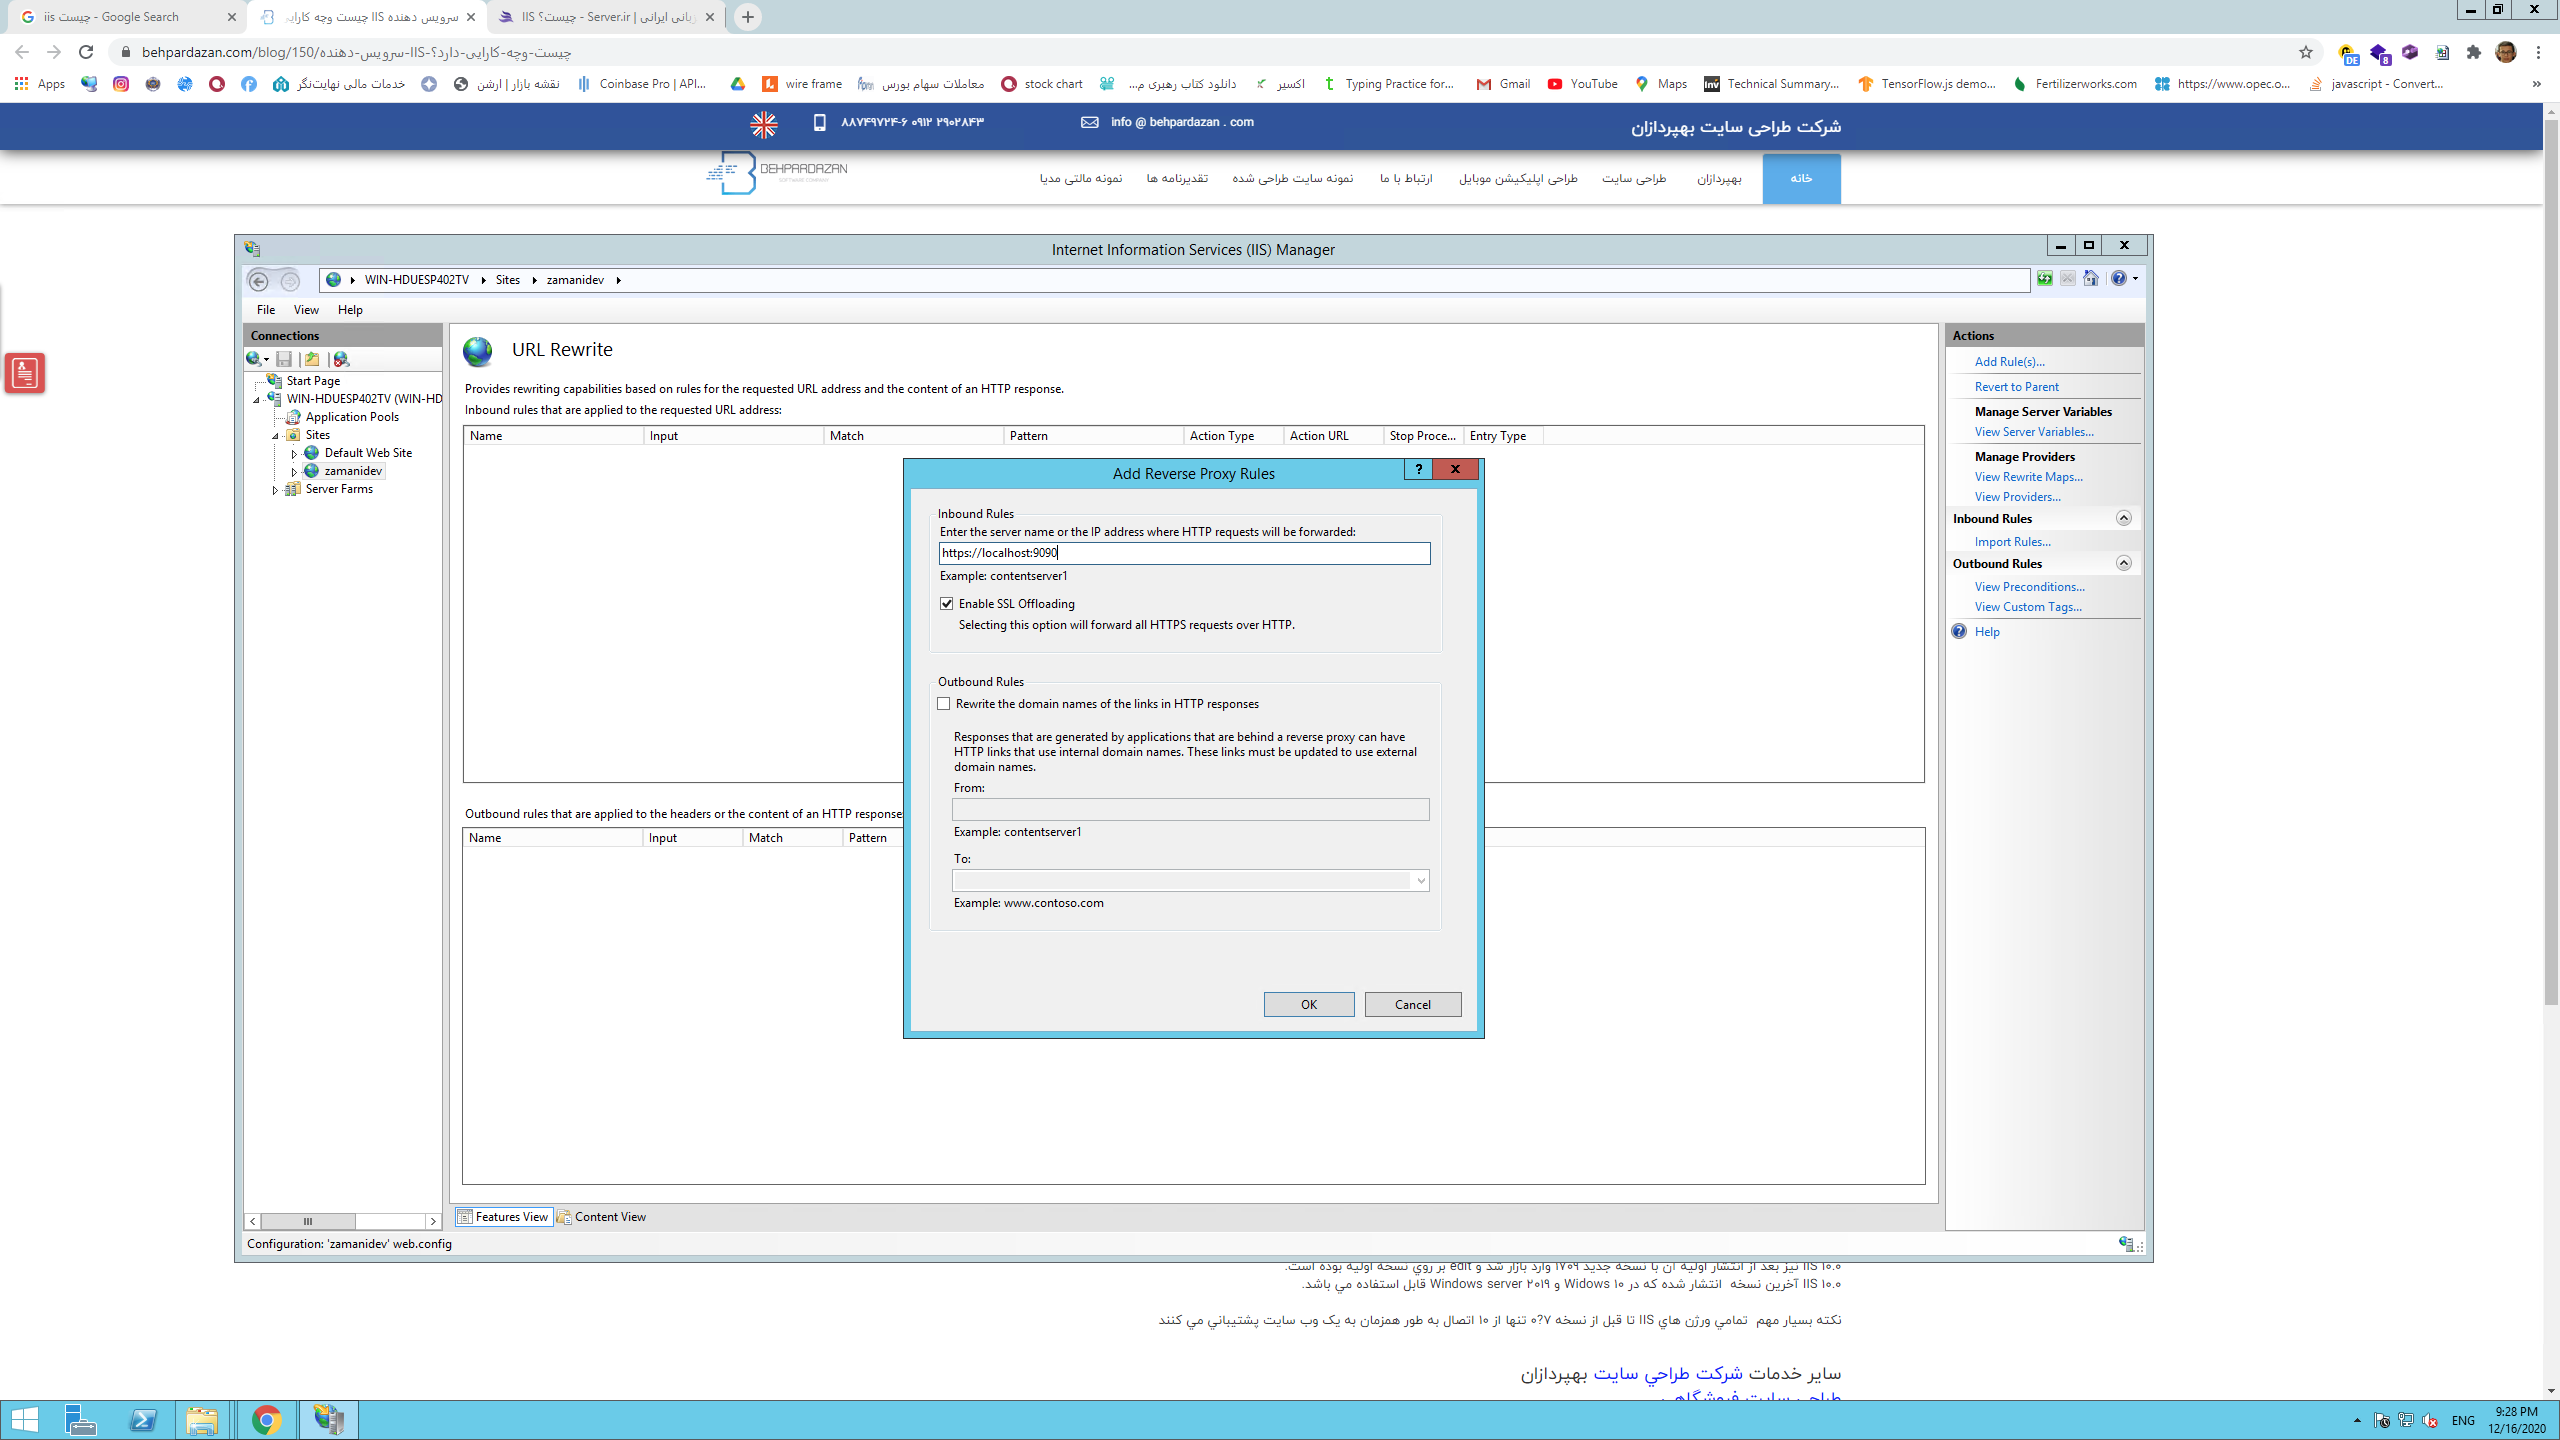 iis چیست - Google Search
سرویس دهنده IIS چیست وچه کارایی
IIS چیست؟ - Server.ir | زبانی ایرانی
behpardazan.com/blog/150/سرویس-دهنده-IIS-چیست-وچه-کارایی-دارد؟
DE
8
Apps
خدمات مالی نهایت‌نگر
نقشه بازار | ارشن
Coinbase Pro | API...
wire frame
معاملات سهام بورس
stock chart
دانلود کتاب رهبری م...
اکسیر
Typing Practice for...
Gmail
YouTube
Maps
Technical Summary...
TensorFlow.js demo...
Fertilizerworks.com
https://www.opec.o...
javascript - Convert...
»
۸۸۷۴۹۷۲۴-۶ ۰۹۱۲ ۲۹۰۲۸۴۳
info @ behpardazan . com
شرکت طراحی سایت بهپردازان
BEHPARDAZAN
SOFTWARE COMPANY
خانه
بهپردازان
طراحی سایت
طراحی اپلیکیشن موبایل
ارتباط با ما
نمونه سایت طراحی شده
تقدیرنامه ها
نمونه مالتی مدیا
Internet Information Services (IIS) Manager
WIN-HDUESP402TV
Sites
zamanidev
File
View
Help
Connections
Start Page
WIN-HDUESP402TV (WIN-HD
Application Pools
Sites
Default Web Site
zamanidev
Server Farms
URL Rewrite
Provides rewriting capabilities based on rules for the requested URL address and the content of an HTTP response.
Inbound rules that are applied to the requested URL address:
Name Input Match Pattern Action Type Action URL Stop Proce... Entry Type
Add Reverse Proxy Rules
Inbound Rules
Enter the server name or the IP address where HTTP requests will be forwarded:
https://localhost:9090
Example: contentserver1
Enable SSL Offloading
Selecting this option will forward all HTTPS requests over HTTP.
Outbound Rules
Rewrite the domain names of the links in HTTP responses
Responses that are generated by applications that are behind a reverse proxy can have
HTTP links that use internal domain names. These links must be updated to use external
domain names.
From:
Example: contentserver1
To:
Example: www.contoso.com
OK
Cancel
Outbound rules that are applied to the headers or the content of an HTTP response:
Name Input Match Pattern
Features View
Content View
Configuration: 'zamanidev' web.config
Actions
Add Rule(s)...
Revert to Parent
Manage Server Variables
View Server Variables...
Manage Providers
View Rewrite Maps...
View Providers...
Inbound Rules
Import Rules...
Outbound Rules
View Preconditions...
View Custom Tags...
Help
IIS ۱۰.۰ نیز بعد از انتشار اولیه آن با نسخه جدید ۱۷۰۹ وارد بازار شد و edit بر روي نسخه اولیه بوده است.
IIS ۱۰.۰ آخرین نسخه انتشار شده که در Widows ۱۰ و Windows server ۲۰۱۹ قابل استفاده مي باشد.
نکته بسیار مهم تمامي ورژن هاي IIS تا قبل از نسخه ۷?۰ تنها از ۱۰ اتصال به طور همزمان به یک وب سایت پشتیباني مي کنند
سایر خدمات شرکت طراحي سایت بهپردازان
طراحي سایت فروشگاهي
ENG
9:28 PM
12/16/2020